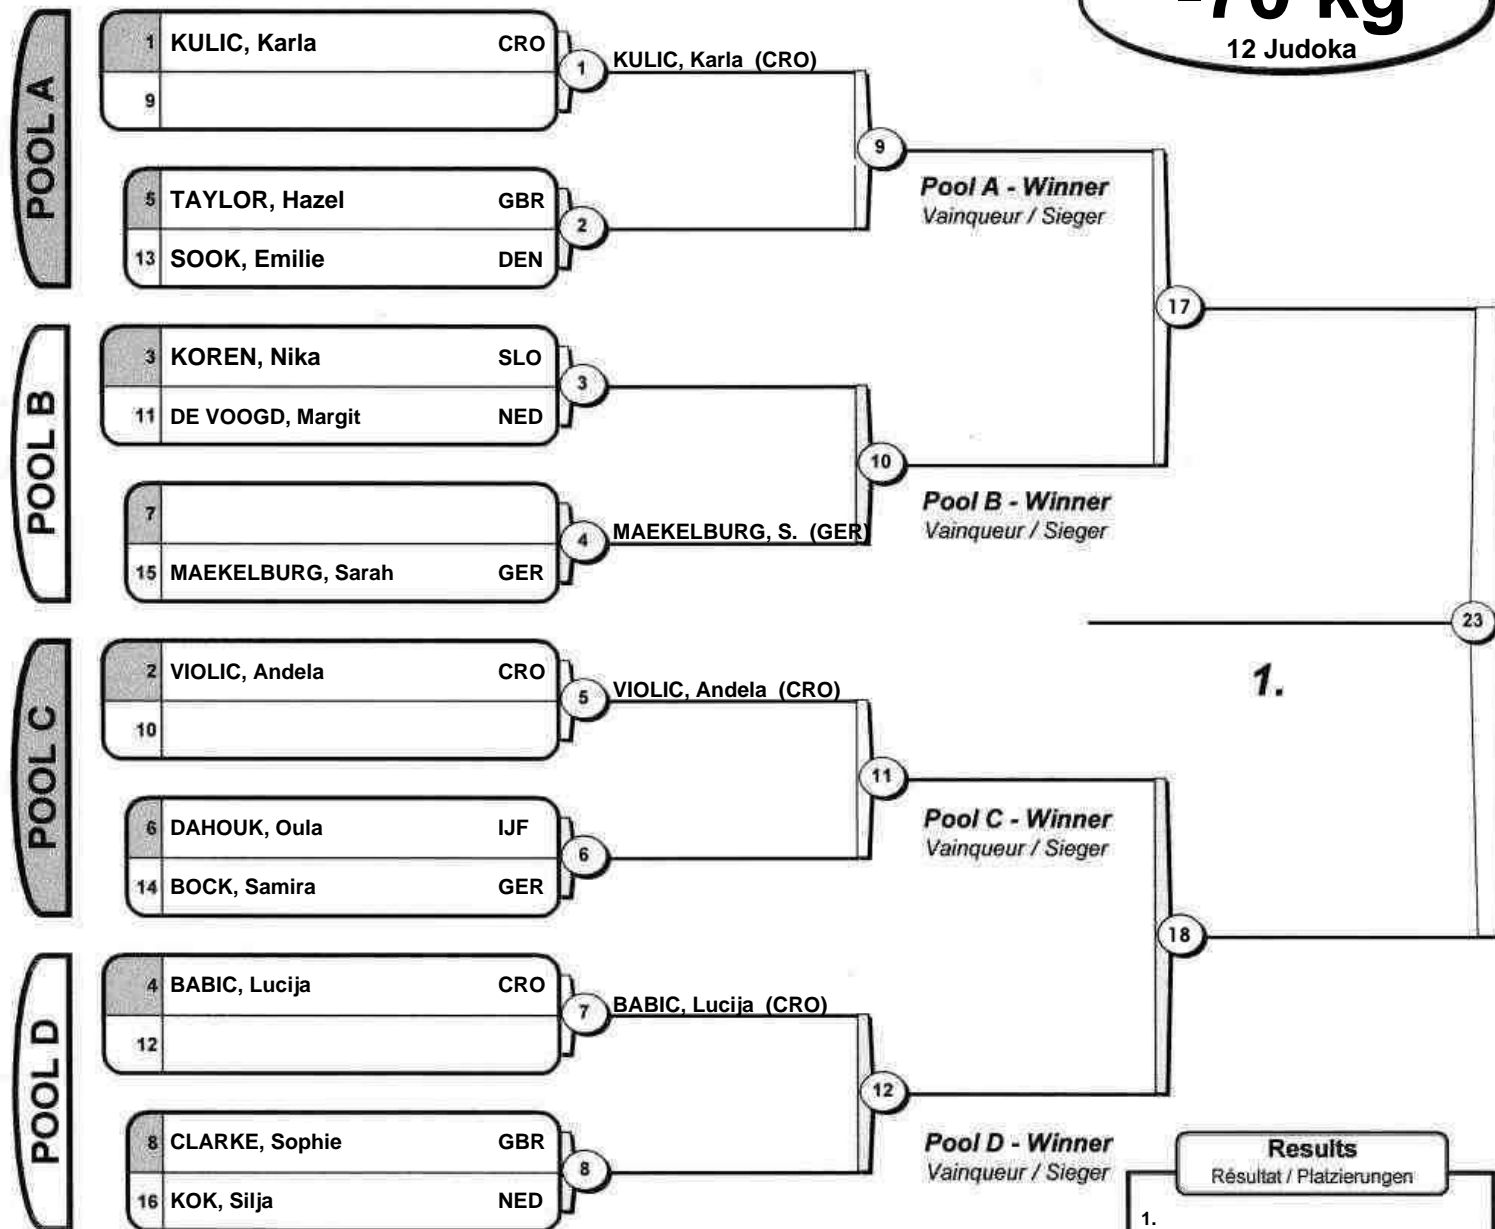 -70 kg
12 Judoka
POOL A
1 KULIC, Karla CRO
9
1
KULIC, Karla (CRO)
5 TAYLOR, Hazel GBR
13 SOOK, Emilie DEN
2
9
Pool A - Winner
Vainqueur / Sieger
POOL B
3 KOREN, Nika SLO
11 DE VOOGD, Margit NED
3
7
15 MAEKELBURG, Sarah GER
4
MAEKELBURG, S. (GER)
10
Pool B - Winner
Vainqueur / Sieger
17
POOL C
2 VIOLIC, Andela CRO
10
5
VIOLIC, Andela (CRO)
6 DAHOUK, Oula IJF
14 BOCK, Samira GER
6
11
Pool C - Winner
Vainqueur / Sieger
POOL D
4 BABIC, Lucija CRO
12
7
BABIC, Lucija (CRO)
8 CLARKE, Sophie GBR
16 KOK, Silja NED
8
12
Pool D - Winner
Vainqueur / Sieger
18
23
1.
Results
Résultat / Platzierungen
1.